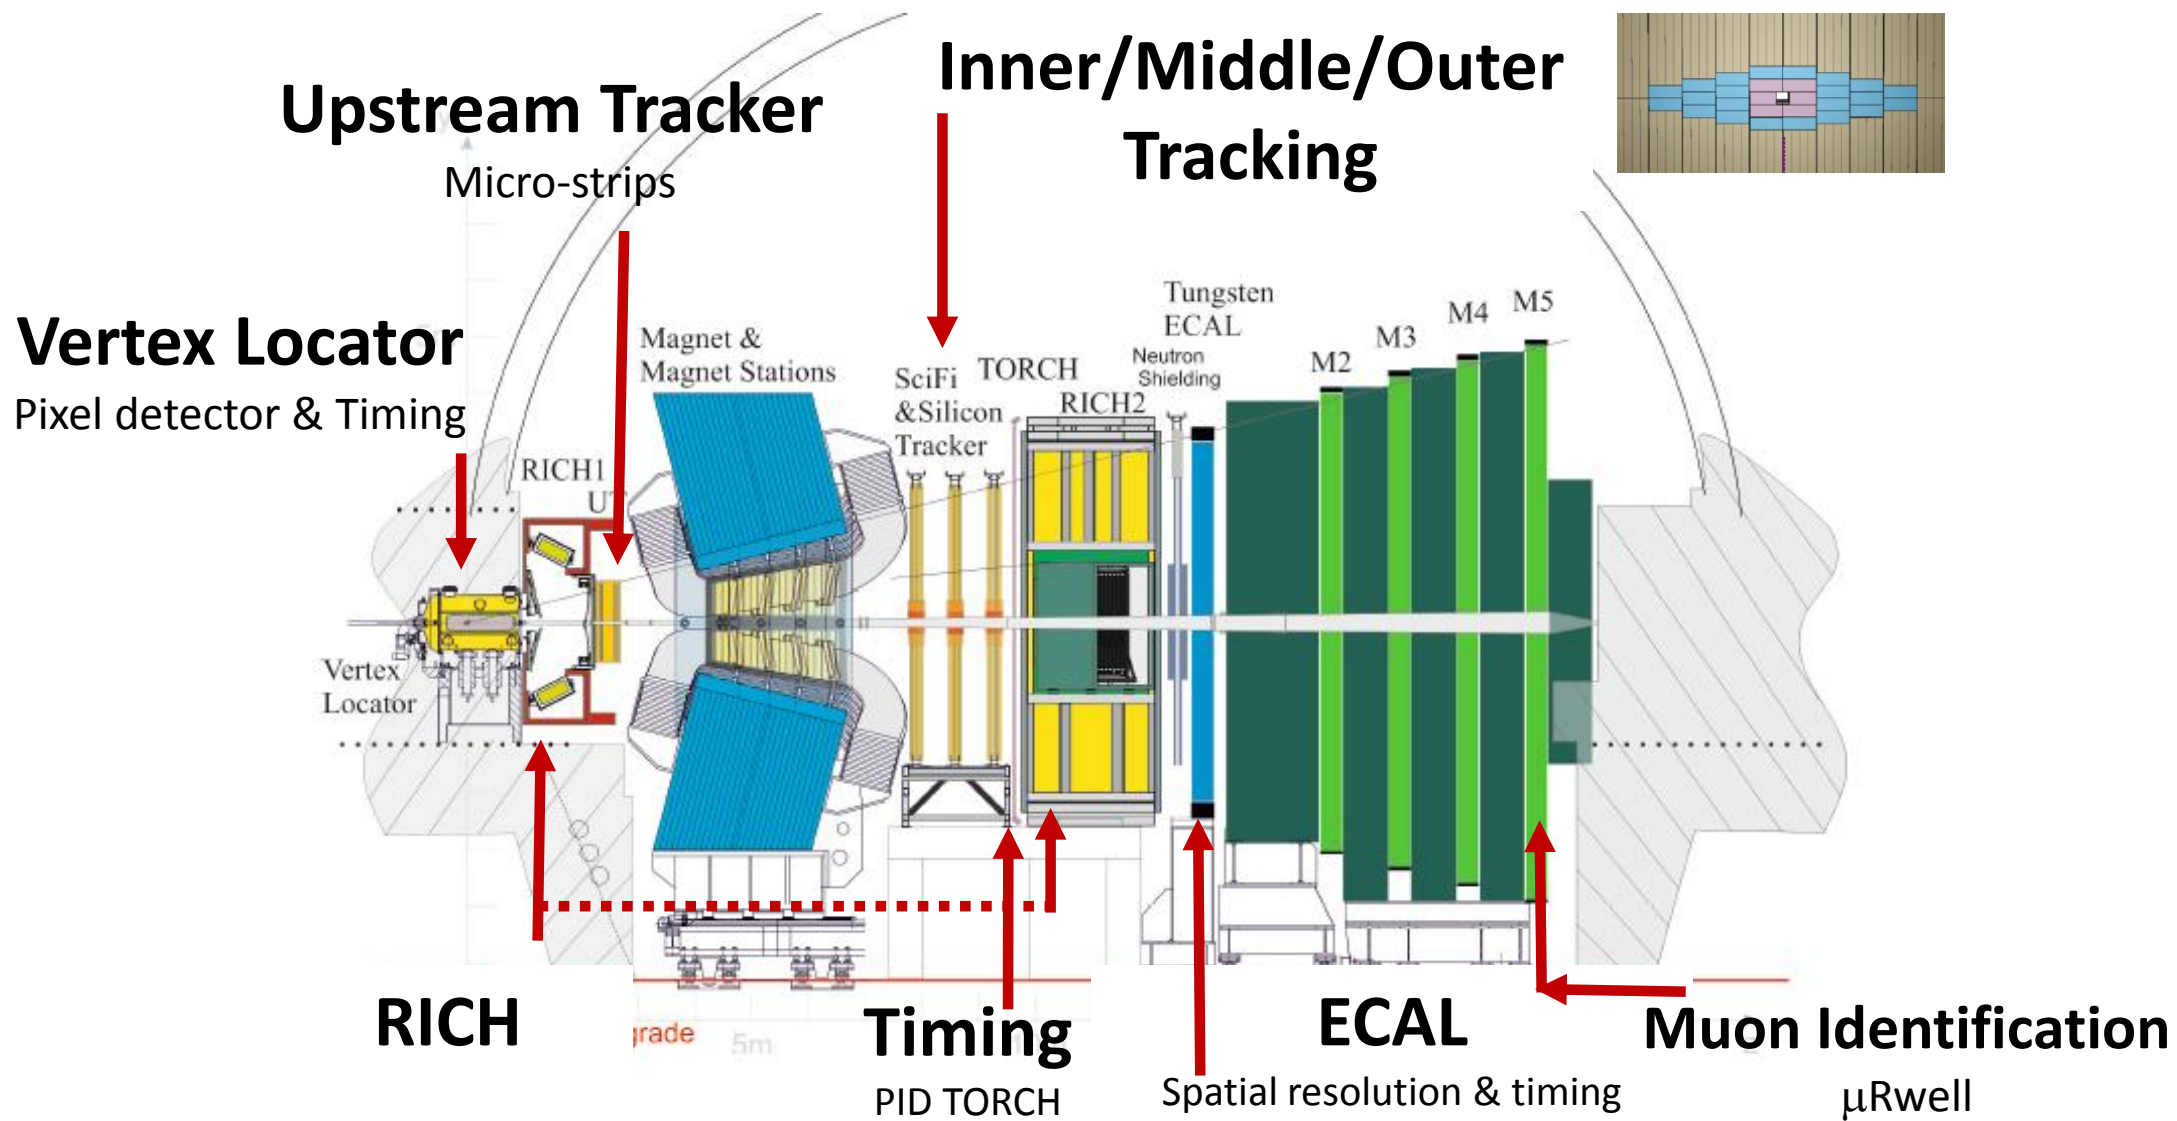 Inner/Middle/Outer
Tracking
Upstream Tracker
Micro-strips
Vertex Locator
Pixel detector & Timing
Magnet &
Magnet Stations
SciFi
&Silicon
Tracker
TORCH
RICH2
Tungsten
ECAL
Neutron
Shielding
M2
M3
M4
M5
RICH1
Vertex
Locator
RICH
grade
5m
Timing
PID TORCH
ECAL
Spatial resolution & timing
Muon Identification
μRwell